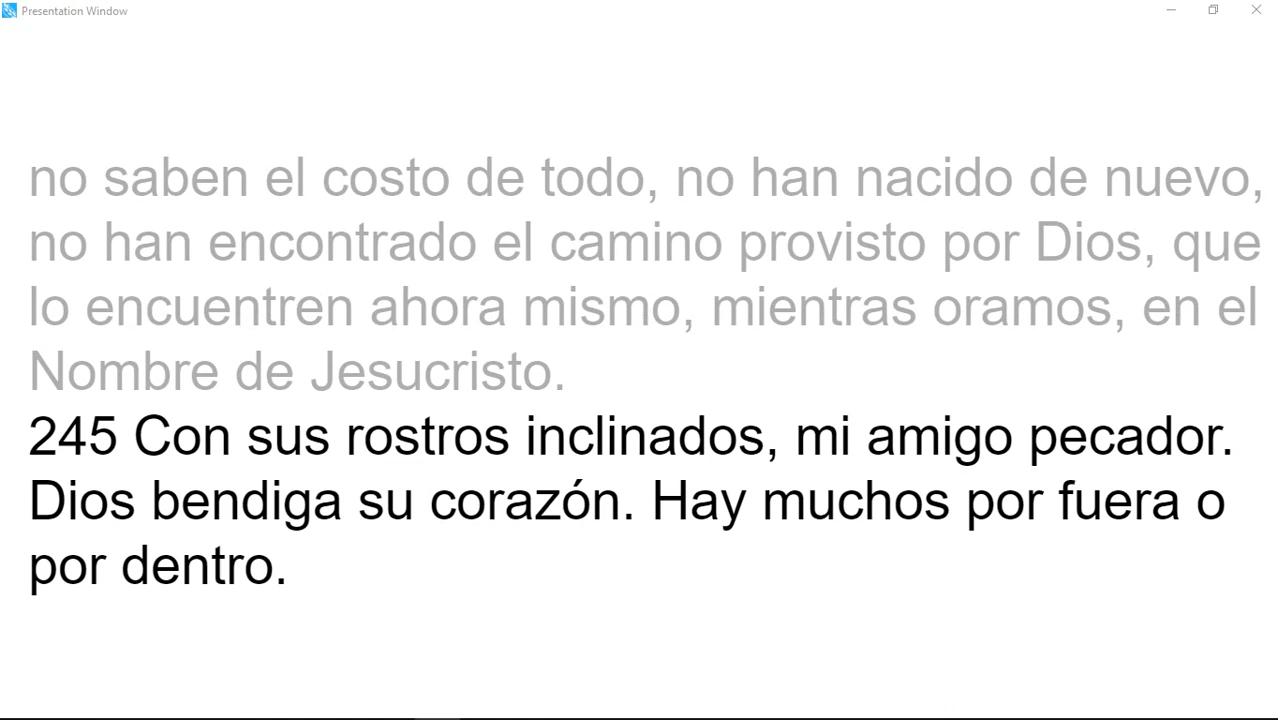 Presentation Window
no saben el costo de todo, no han nacido de nuevo,
no han encontrado el camino provisto por Dios, que
lo encuentren ahora mismo, mientras oramos, en el
Nombre de Jesucristo.
245 Con sus rostros inclinados, mi amigo pecador.
Dios bendiga su corazón. Hay muchos por fuera o
por dentro.